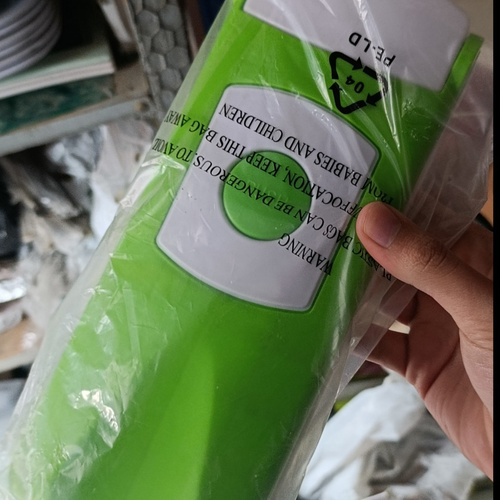 WARNING
PLASTIC BAGS CAN BE DANGEROUS. TO AVOID
SUFFOCATION, KEEP THIS BAG AWAY
FROM BABIES AND CHILDREN
04
PE-LD